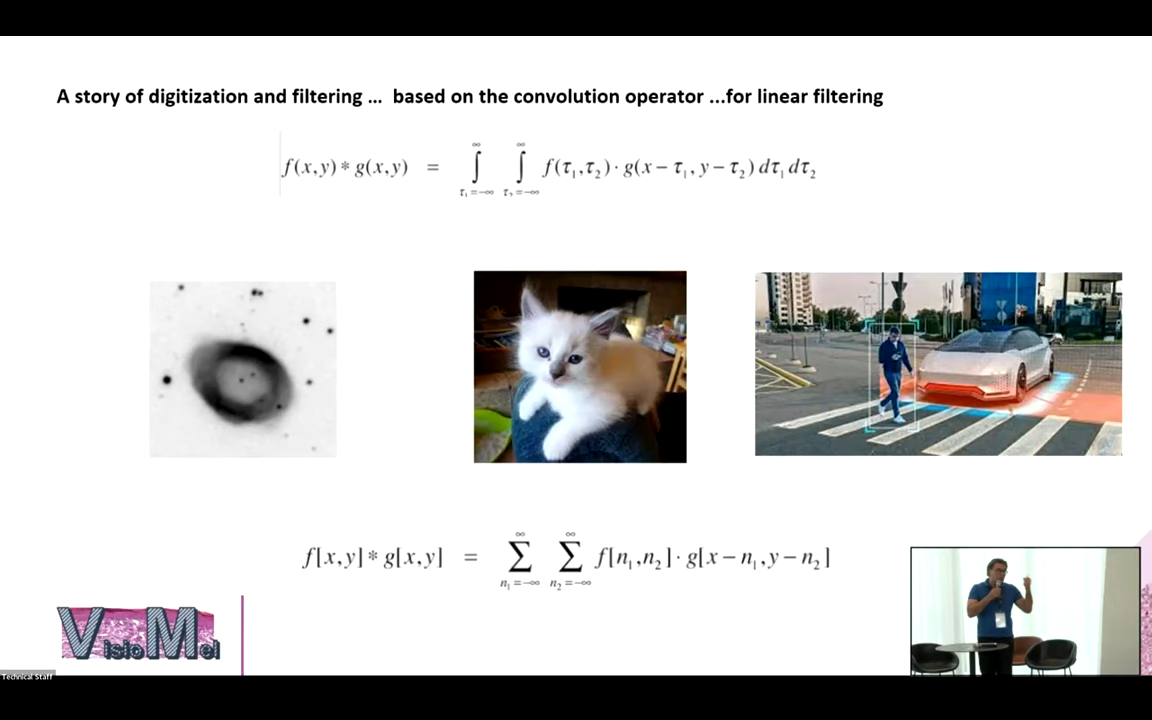 A story of digitization and filtering ... based on the convolution operator ...for linear filtering
f(x,y) * g(x,y) = ∫_{τ₁=−∞}^{∞} ∫_{τ₂=−∞}^{∞} f(τ₁,τ₂)· g(x−τ₁, y−τ₂) dτ₁ dτ₂
f[x,y] * g[x,y] = ∑_{n₁=−∞}^{∞} ∑_{n₂=−∞}^{∞} f[n₁,n₂]· g[x−n₁, y−n₂]
VisioMel
Technical Staff